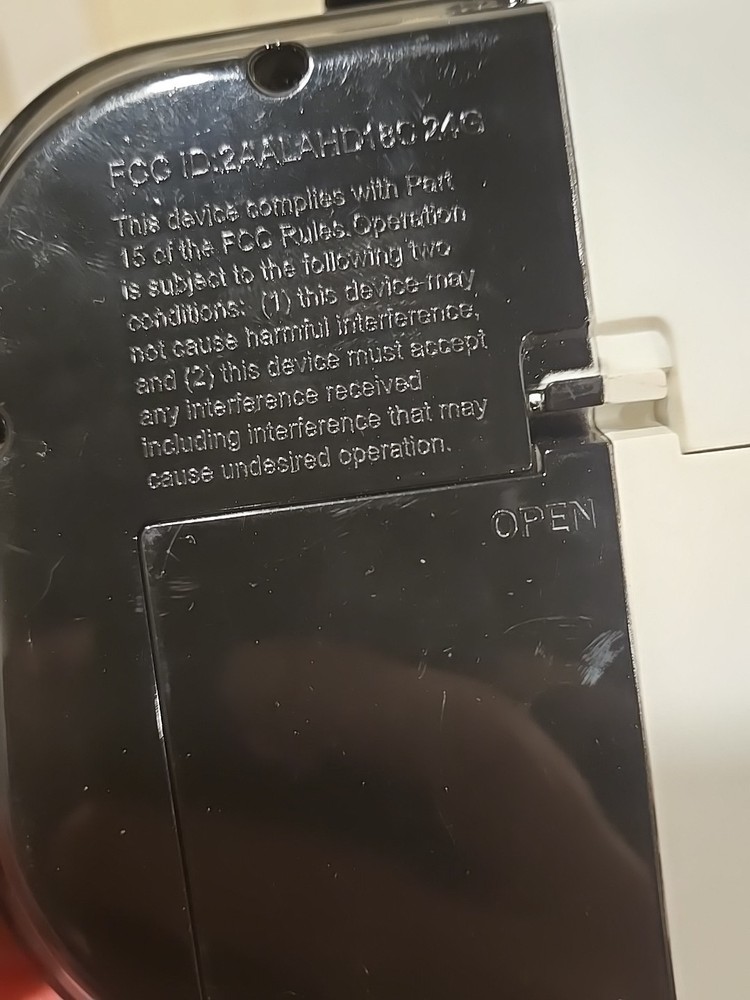 FCC ID:2AALAHD18C 24G
This device complies with Part
15 of the FCC Rules.Operation
is subject to the following two
conditions: (1) this device may
not cause harmful interference,
and (2) this device must accept
any interference received
including interference that may
cause undesired operation.
OPEN